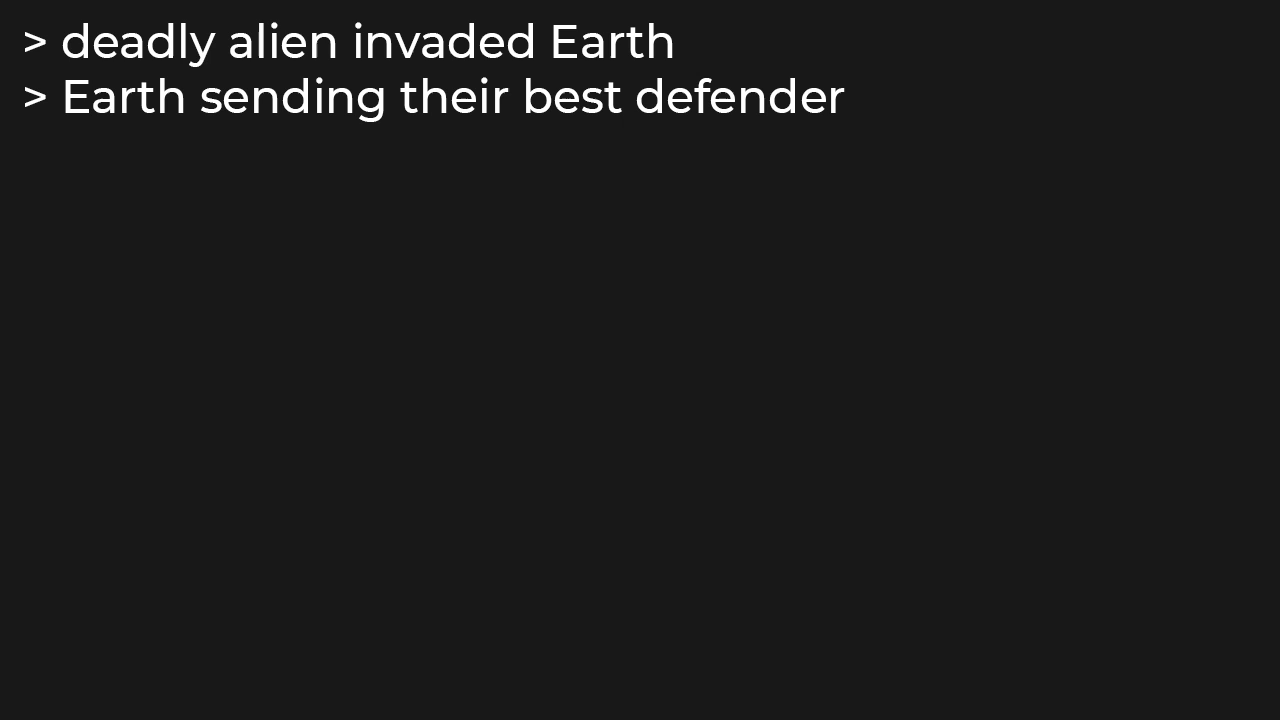 > deadly alien invaded Earth
> Earth sending their best defender